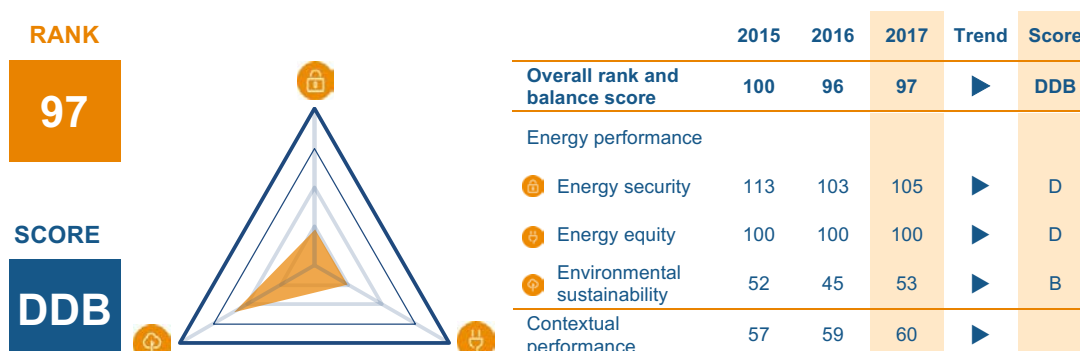 RANK
97
SCORE
DDB
2015 2016 2017 Trend Score
Overall rank and
balance score 100 96 97 DDB
Energy performance
Energy security 113 103 105 D
Energy equity 100 100 100 D
Environmental
sustainability 52 45 53 B
Contextual
performance 57 59 60